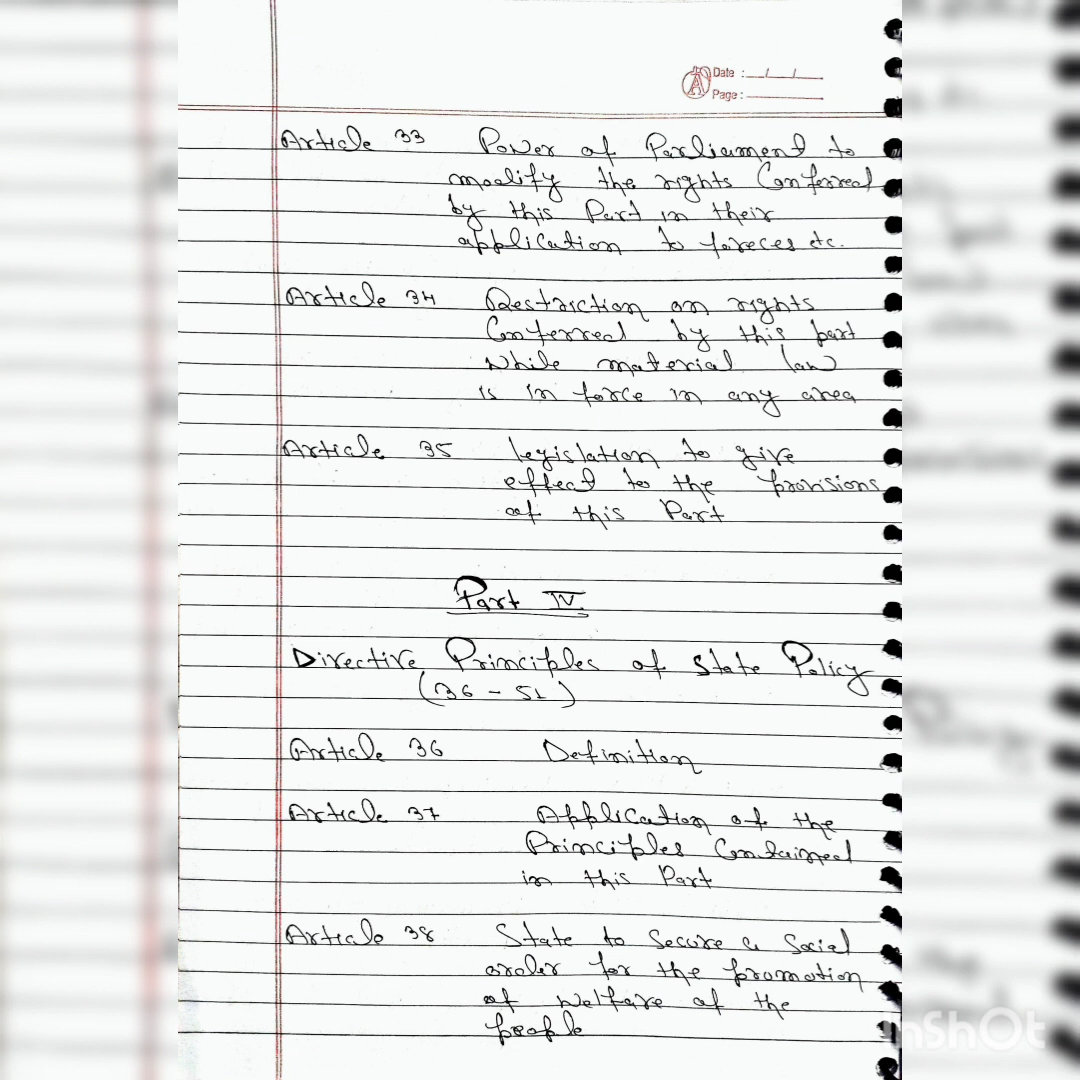 Date : / /
Page :
Article 33 Power of Parliament to
modify the rights Conferred
by this Part in their
application to foreces etc.
Article 34 Restriction on rights
Conferred by this part
While material law
is in force in any area
Article 35 legislation to give
effect to the provisions
of this Part
Part IV
Directive Principles of State Policy
(36 - 51)
Article 36 Definition
Article 37 Application of the
Principles Contained
in this Part
Article 38 State to Secure a Social
order for the promotion
of Welfare of the
people
InShOt